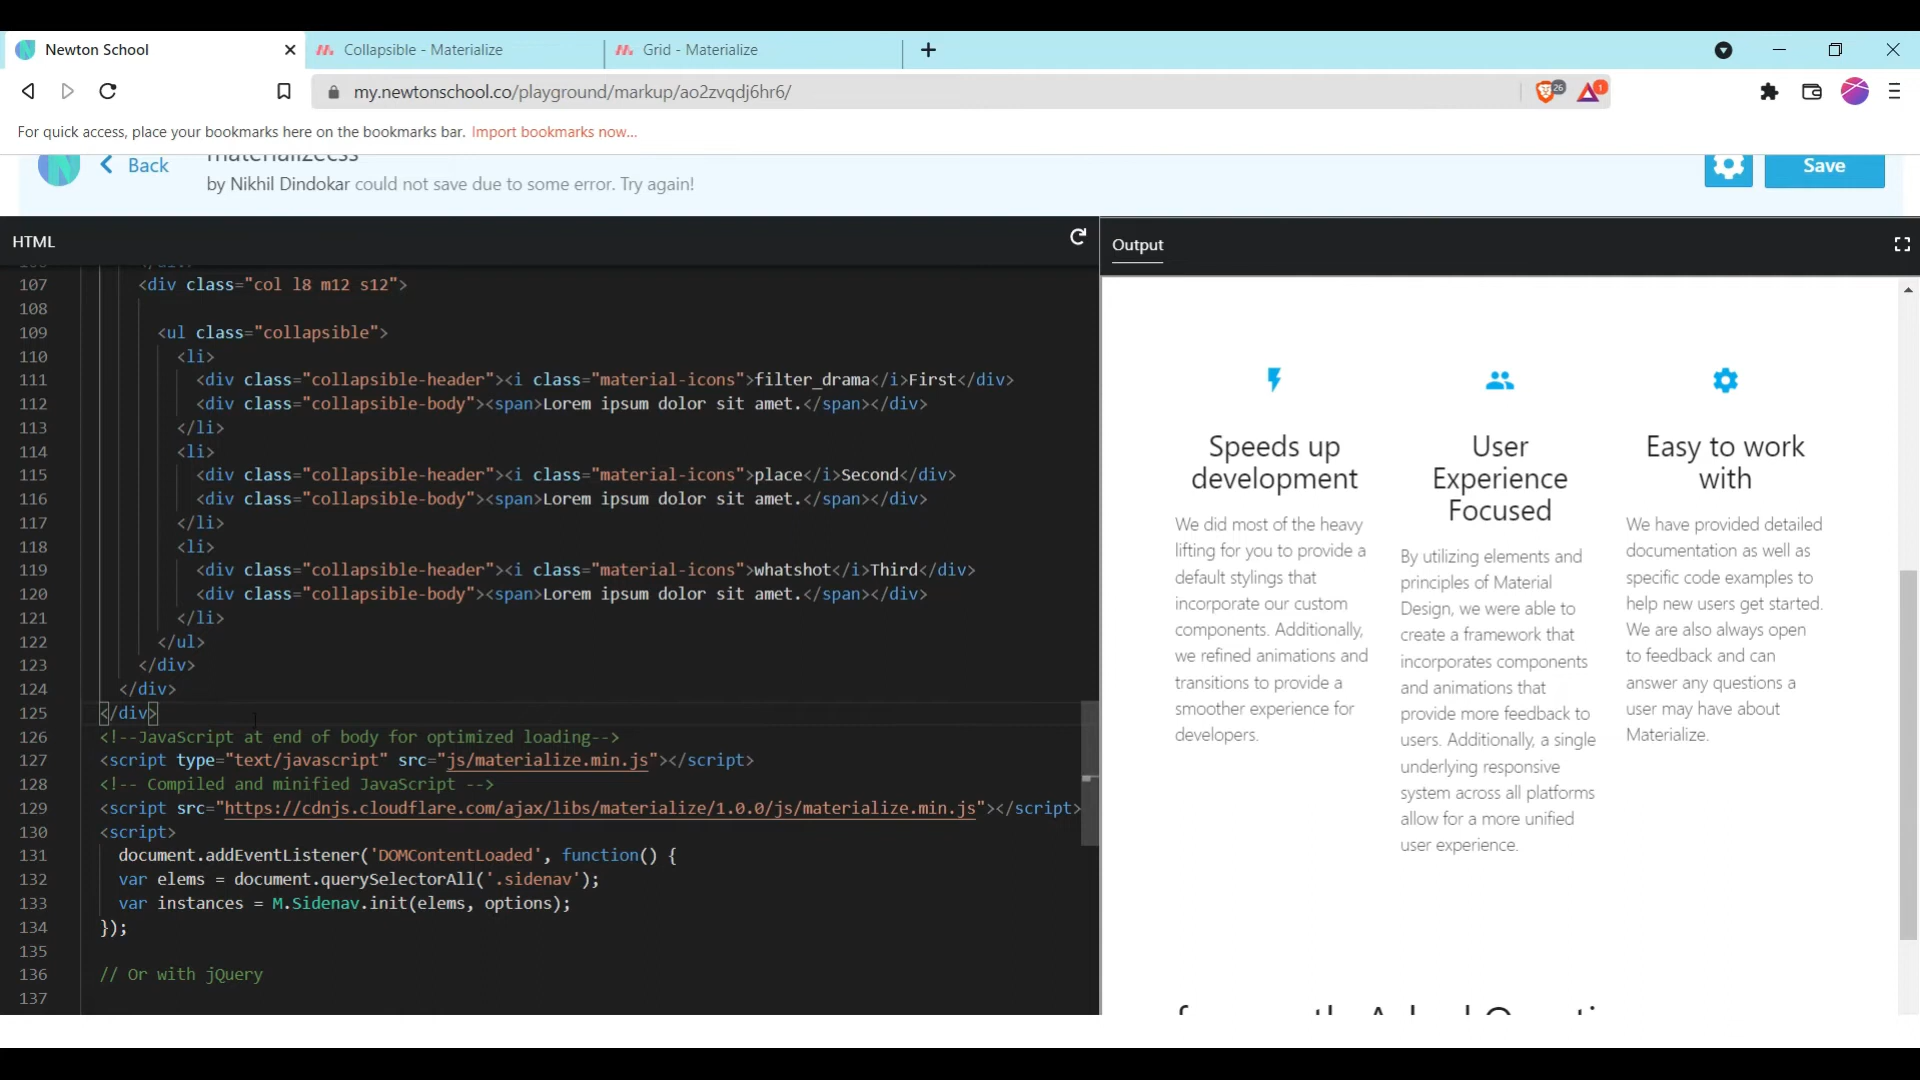 Newton School
Collapsible - Materialize
Grid - Materialize
my.newtonschool.co/playground/markup/ao2zvqdj6hr6/
26
1
For quick access, place your bookmarks here on the bookmarks bar. Import bookmarks now...
Back
materializecss
by Nikhil Dindokar could not save due to some error. Try again!
Save
HTML
107 <div class="col l8 m12 s12">
108
109 <ul class="collapsible">
110 <li>
111 <div class="collapsible-header"><i class="material-icons">filter_drama</i>First</div>
112 <div class="collapsible-body"><span>Lorem ipsum dolor sit amet.</span></div>
113 </li>
114 <li>
115 <div class="collapsible-header"><i class="material-icons">place</i>Second</div>
116 <div class="collapsible-body"><span>Lorem ipsum dolor sit amet.</span></div>
117 </li>
118 <li>
119 <div class="collapsible-header"><i class="material-icons">whatshot</i>Third</div>
120 <div class="collapsible-body"><span>Lorem ipsum dolor sit amet.</span></div>
121 </li>
122 </ul>
123 </div>
124 </div>
125 </div>
126 <!--JavaScript at end of body for optimized loading-->
127 <script type="text/javascript" src="js/materialize.min.js"></script>
128 <!-- Compiled and minified JavaScript -->
129 <script src="https://cdnjs.cloudflare.com/ajax/libs/materialize/1.0.0/js/materialize.min.js"></script>
130 <script>
131 document.addEventListener('DOMContentLoaded', function() {
132 var elems = document.querySelectorAll('.sidenav');
133 var instances = M.Sidenav.init(elems, options);
134 });
135
136 // Or with jQuery
137
Output
Speeds up
development
We did most of the heavy
lifting for you to provide a
default stylings that
incorporate our custom
components. Additionally,
we refined animations and
transitions to provide a
smoother experience for
developers.
User
Experience
Focused
By utilizing elements and
principles of Material
Design, we were able to
create a framework that
incorporates components
and animations that
provide more feedback to
users. Additionally, a single
underlying responsive
system across all platforms
allow for a more unified
user experience.
Easy to work
with
We have provided detailed
documentation as well as
specific code examples to
help new users get started.
We are also always open
to feedback and can
answer any questions a
user may have about
Materialize.